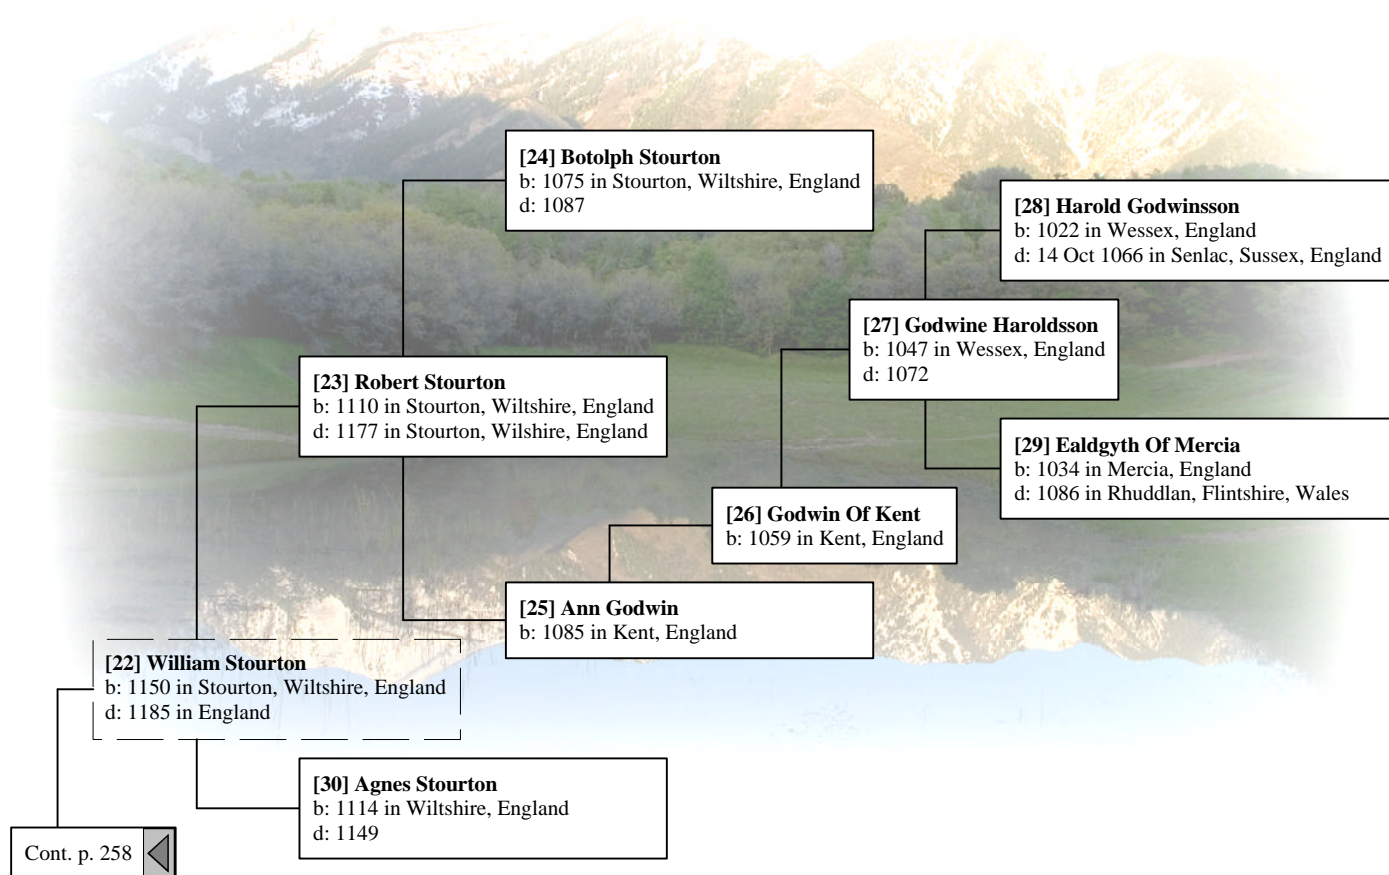 [24] Botolph Stourton
b: 1075 in Stourton, Wiltshire, England
d: 1087
[28] Harold Godwinsson
b: 1022 in Wessex, England
d: 14 Oct 1066 in Senlac, Sussex, England
[27] Godwine Haroldsson
b: 1047 in Wessex, England
d: 1072
[23] Robert Stourton
b: 1110 in Stourton, Wiltshire, England
d: 1177 in Stourton, Wilshire, England
[29] Ealdgyth Of Mercia
b: 1034 in Mercia, England
d: 1086 in Rhuddlan, Flintshire, Wales
[26] Godwin Of Kent
b: 1059 in Kent, England
[25] Ann Godwin
b: 1085 in Kent, England
[22] William Stourton
b: 1150 in Stourton, Wiltshire, England
d: 1185 in England
[30] Agnes Stourton
b: 1114 in Wiltshire, England
d: 1149
Cont. p. 258